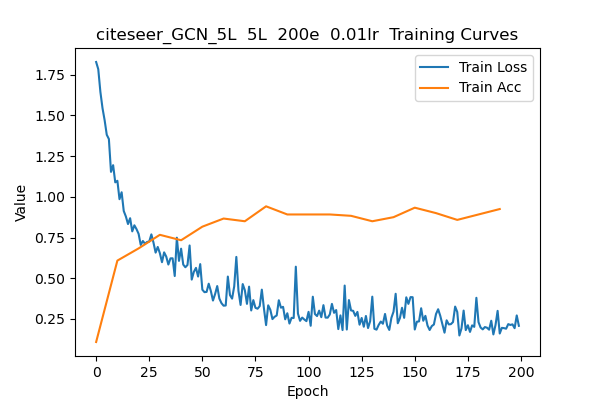 citeseer_GCN_5L  5L  200e  0.01lr  Training Curves
Train Loss
Train Acc
Value
1.75
1.50
1.25
1.00
0.75
0.50
0.25
0 25 50 75 100 125 150 175 200
Epoch